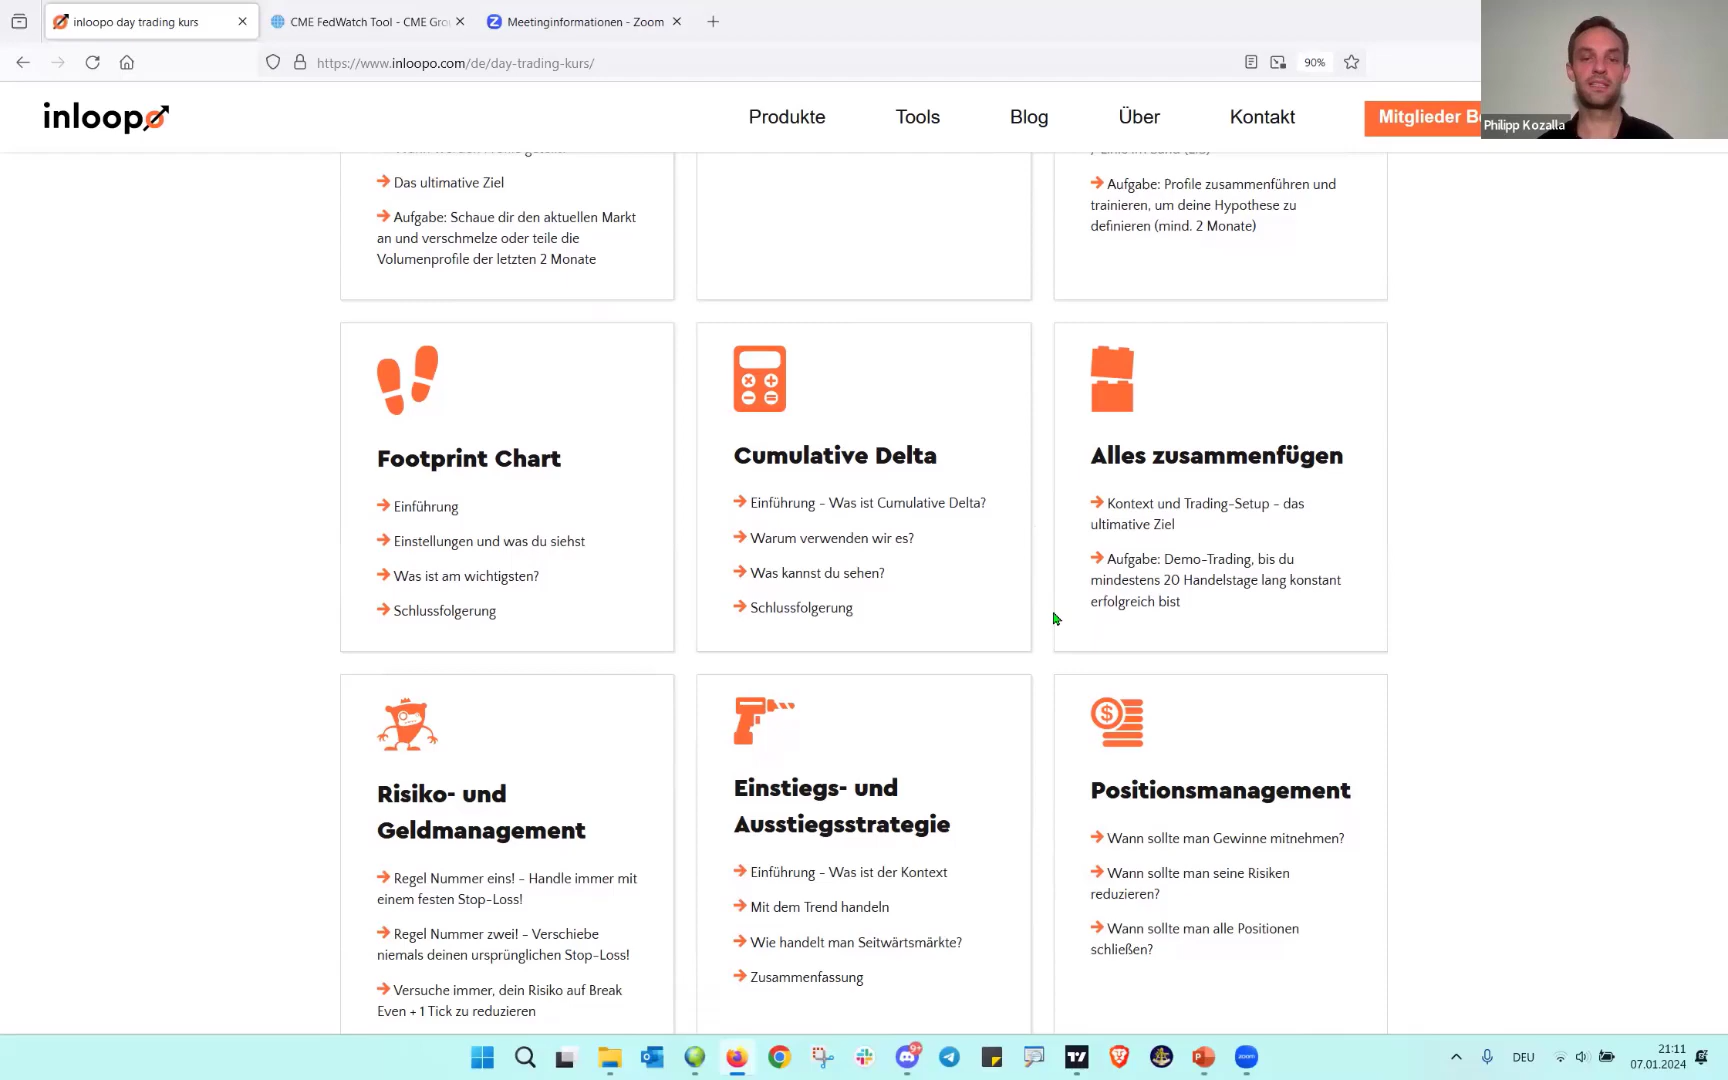 inloopo day trading kurs
CME FedWatch Tool - CME Gro
Meetinginformationen - Zoom
https://www.inloopo.com/de/day-trading-kurs/
90%
inloopo
Produkte
Tools
Blog
Über
Kontakt
Mitglieder Be
Philipp Kozalla
Das ultimative Ziel
Aufgabe: Schaue dir den aktuellen Markt
an und verschmelze oder teile die
Volumenprofile der letzten 2 Monate
Aufgabe: Profile zusammenführen und
trainieren, um deine Hypothese zu
definieren (mind. 2 Monate)
Footprint Chart
Einführung
Einstellungen und was du siehst
Was ist am wichtigsten?
Schlussfolgerung
Cumulative Delta
Einführung - Was ist Cumulative Delta?
Warum verwenden wir es?
Was kannst du sehen?
Schlussfolgerung
Alles zusammenfügen
Kontext und Trading-Setup - das
ultimative Ziel
Aufgabe: Demo-Trading, bis du
mindestens 20 Handelstage lang konstant
erfolgreich bist
Risiko- und
Geldmanagement
Regel Nummer eins! - Handle immer mit
einem festen Stop-Loss!
Regel Nummer zwei! - Verschiebe
niemals deinen ursprünglichen Stop-Loss!
Versuche immer, dein Risiko auf Break
Even + 1 Tick zu reduzieren
Einstiegs- und
Ausstiegsstrategie
Einführung - Was ist der Kontext
Mit dem Trend handeln
Wie handelt man Seitwärtsmärkte?
Zusammenfassung
Positionsmanagement
Wann sollte man Gewinne mitnehmen?
Wann sollte man seine Risiken
reduzieren?
Wann sollte man alle Positionen
schließen?
9+
zoom
DEU
21:11
07.01.2024